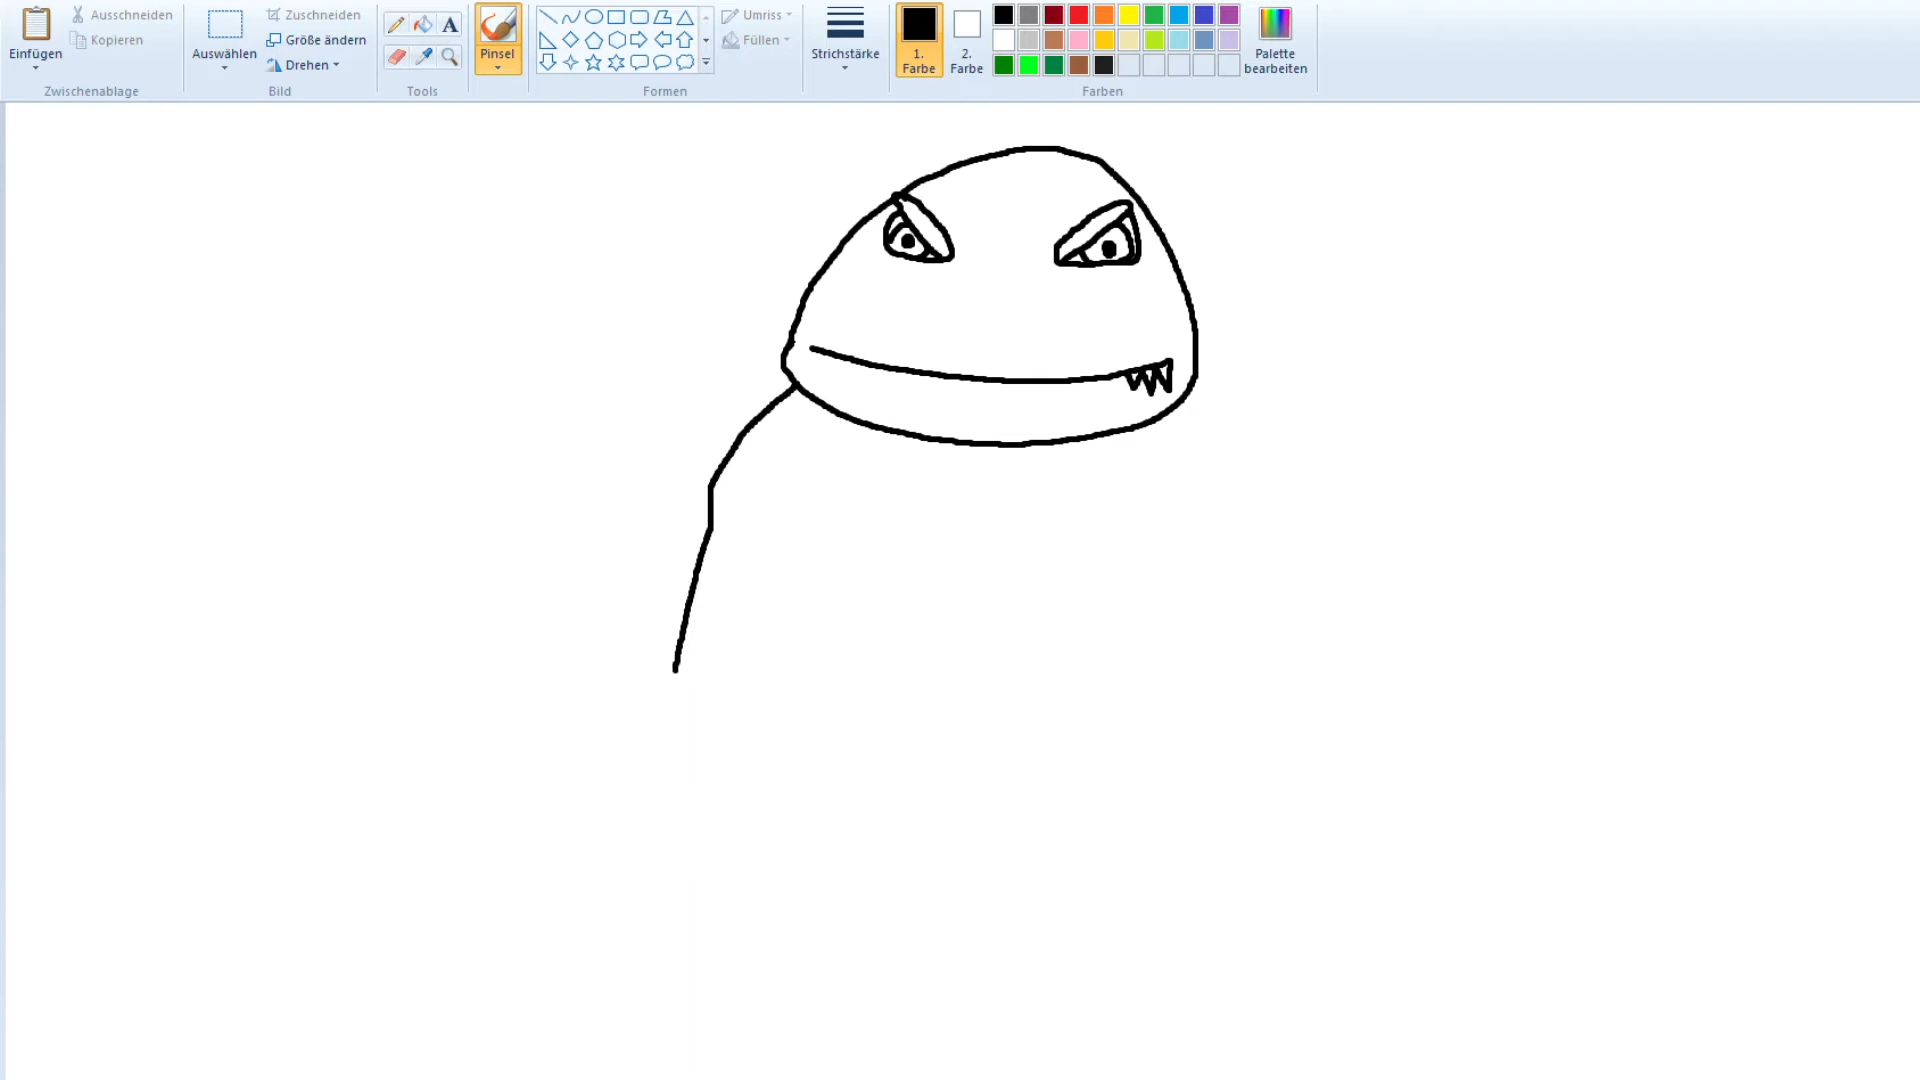 Einfügen
Ausschneiden
Kopieren
Zwischenablage
Auswählen
Zuschneiden
Größe ändern
Drehen
Bild
A
Tools
Pinsel
Formen
Umriss
Füllen
Strichstärke
1.
Farbe
2.
Farbe
Palette
bearbeiten
Farben